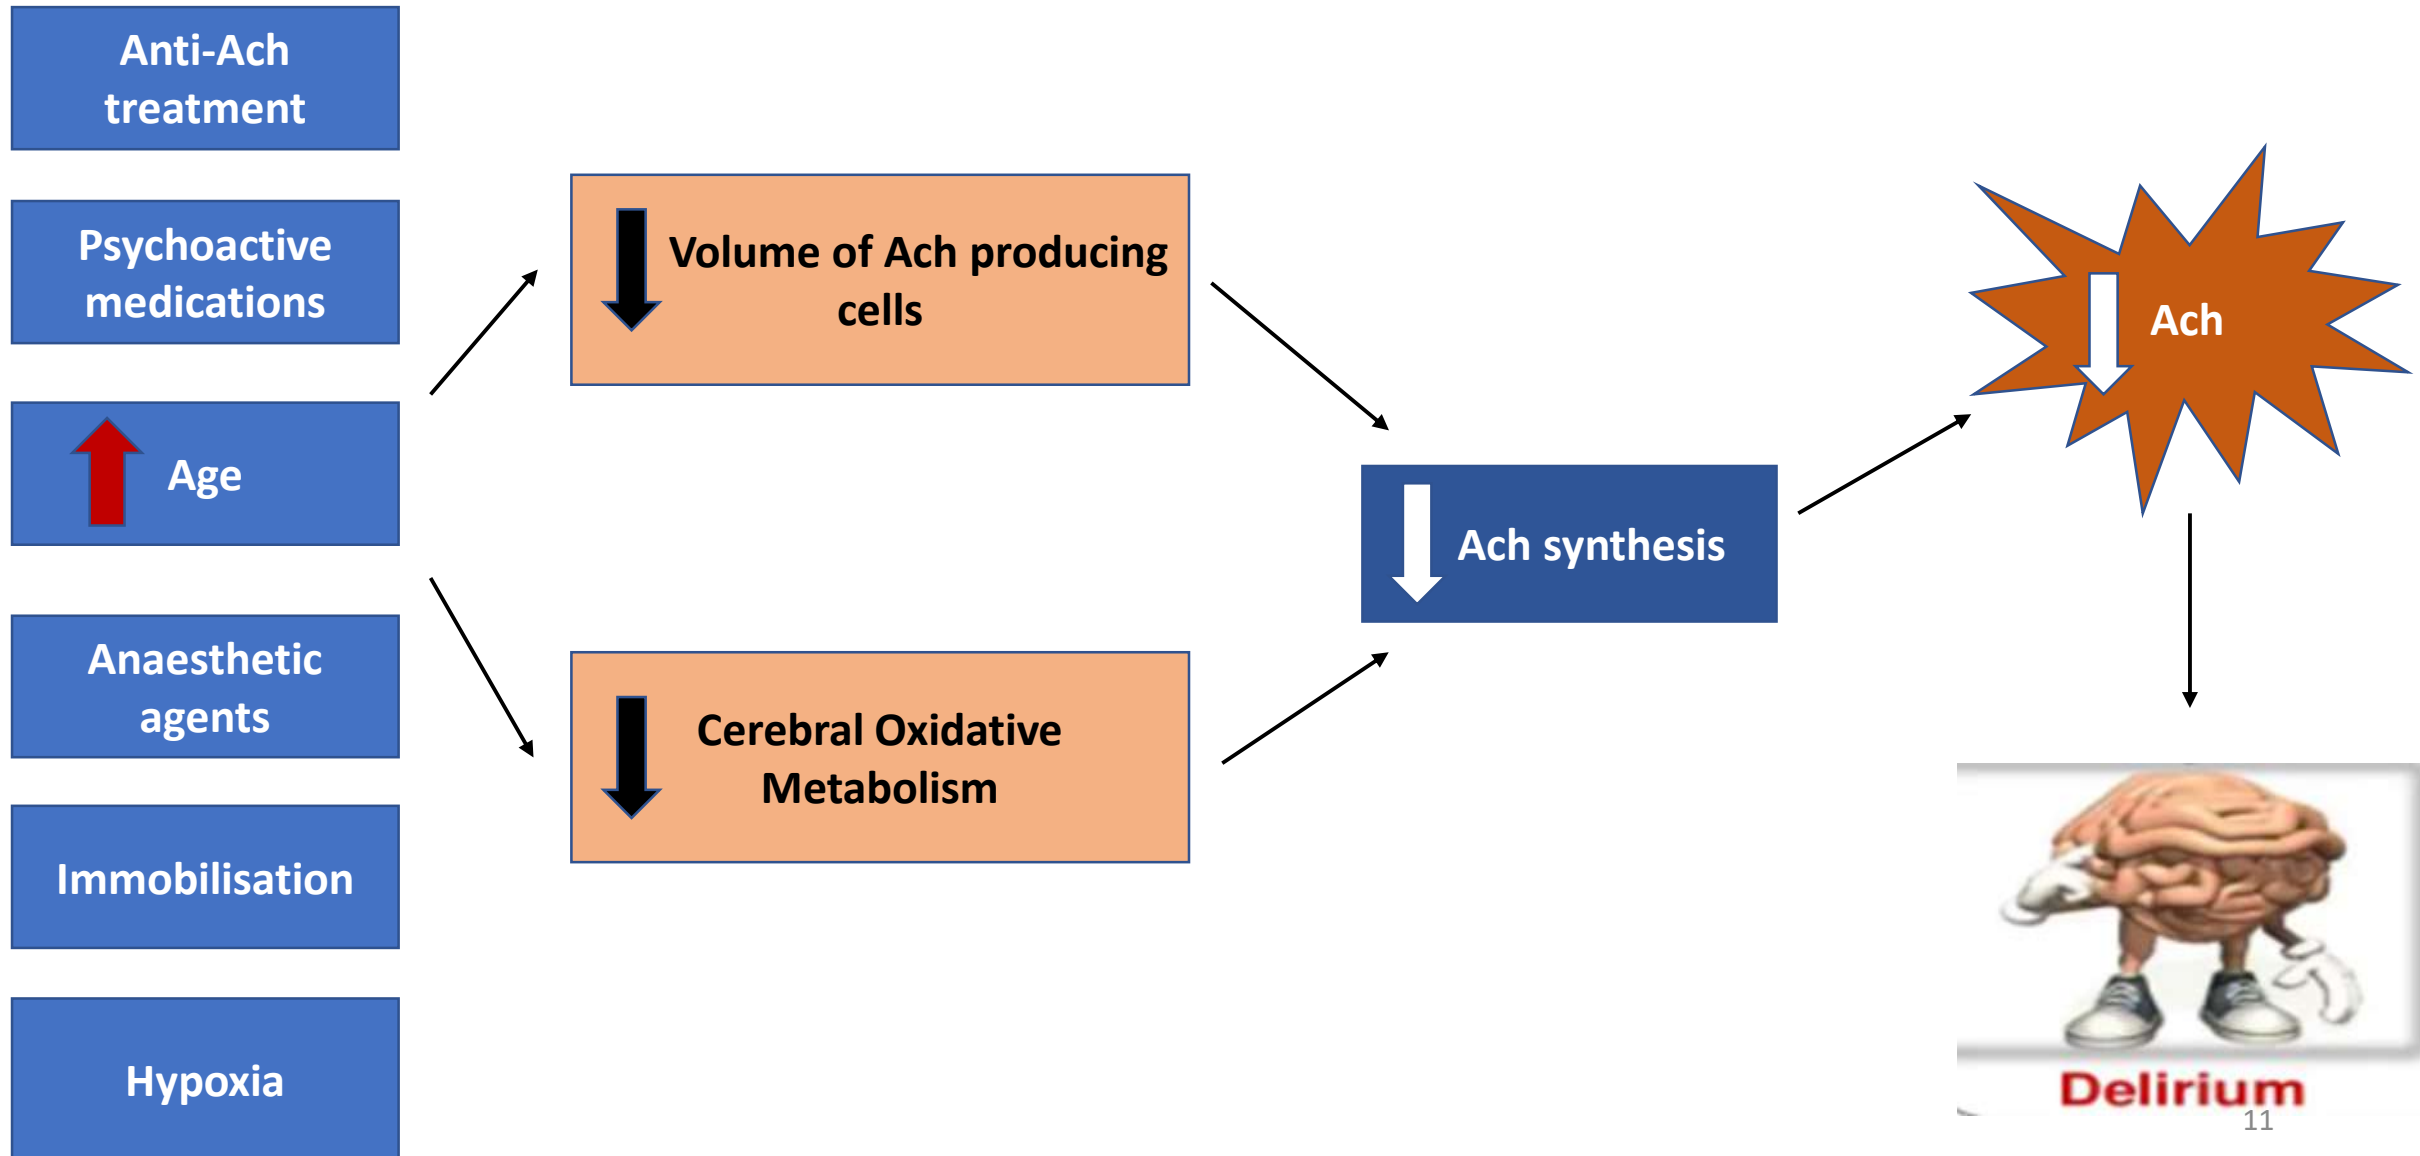 Anti-Ach
treatment
Psychoactive
medications
Age
Anaesthetic
agents
Immobilisation
Hypoxia
Volume of Ach producing
cells
Cerebral Oxidative
Metabolism
Ach synthesis
Ach
Delirium
11